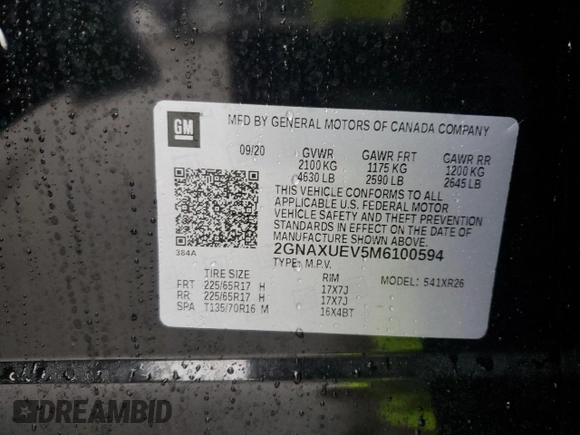 GM
MFD BY GENERAL MOTORS OF CANADA COMPANY
09/20 GVWR GAWR FRT GAWR RR
2100 KG 1175 KG 1200 KG
4630 LB 2590 LB 2645 LB
THIS VEHICLE CONFORMS TO ALL
APPLICABLE U.S. FEDERAL MOTOR
VEHICLE SAFETY AND THEFT PREVENTION
STANDARDS IN EFFECT ON THE DATE OF
MANUFACTURE SHOWN ABOVE.
384A 2GNAXUEV5M6100594
TYPE: M.P.V.
TIRE SIZE RIM MODEL: 541XR26
FRT 225/65R17 H 17X7J
RR 225/65R17 H 17X7J
SPA T135/70R16 M 16X4BT
DREAMBID